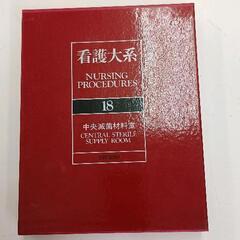 看護大系
NURSING
PROCEDURES
18
中央滅菌材料室
CENTRAL STERILE
SUPPLY ROOM